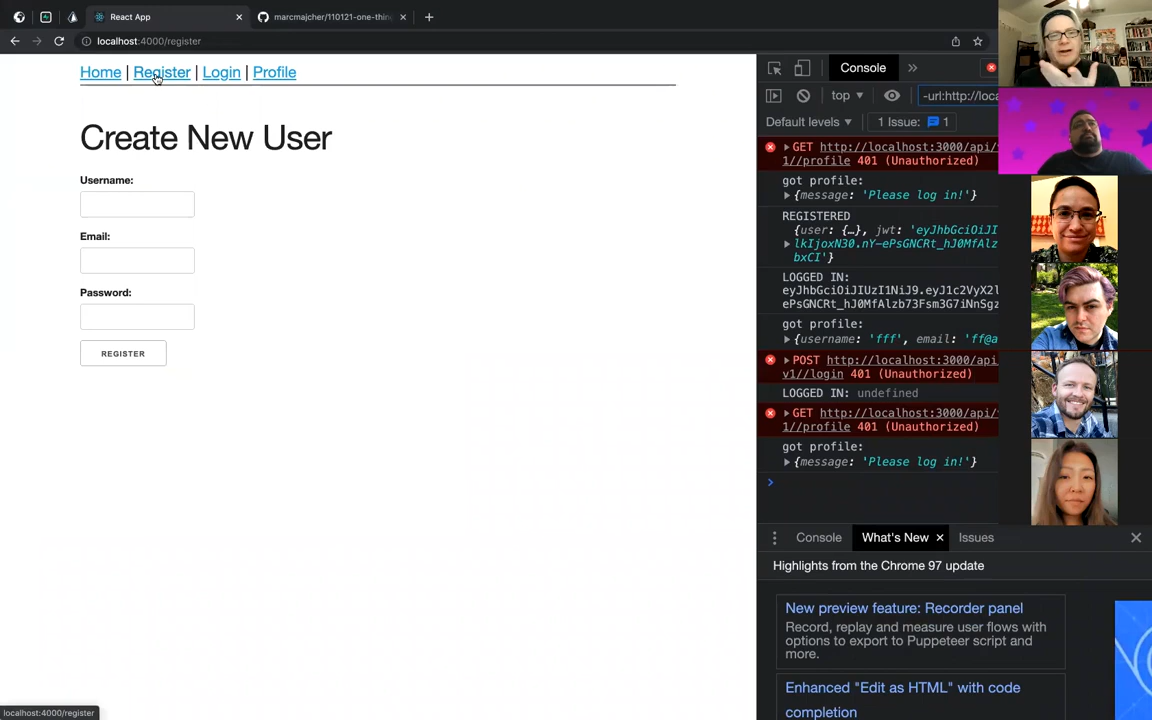 React App
marcmajcher/110121-one-thin
localhost:4000/register
Home | Register | Login | Profile
Create New User
Username:
Email:
Password:
REGISTER
Console
top
-url:http://loca
Default levels
1 Issue: 1
GET http://localhost:3000/api/
1//profile 401 (Unauthorized)
got profile:
{message: 'Please log in!'}
REGISTERED
{user: {…}, jwt: 'eyJhbGciOiJI
lkIjoxN30.nY-ePsGNCRt_hJ0MfAlz
bxCI'}
LOGGED IN:
eyJhbGciOiJIUzI1NiJ9.eyJ1c2VyX2l
ePsGNCRt_hJ0MfAlzb73Fsm3G7iNnSgz
got profile:
{username: 'fff', email: 'ff@a
POST http://localhost:3000/api
v1//login 401 (Unauthorized)
LOGGED IN: undefined
GET http://localhost:3000/api/
1//profile 401 (Unauthorized)
got profile:
{message: 'Please log in!'}
Console
What's New
Issues
Highlights from the Chrome 97 update
New preview feature: Recorder panel
Record, replay and measure user flows with
options to export to Puppeteer script and
more.
Enhanced "Edit as HTML" with code
completion
localhost:4000/register